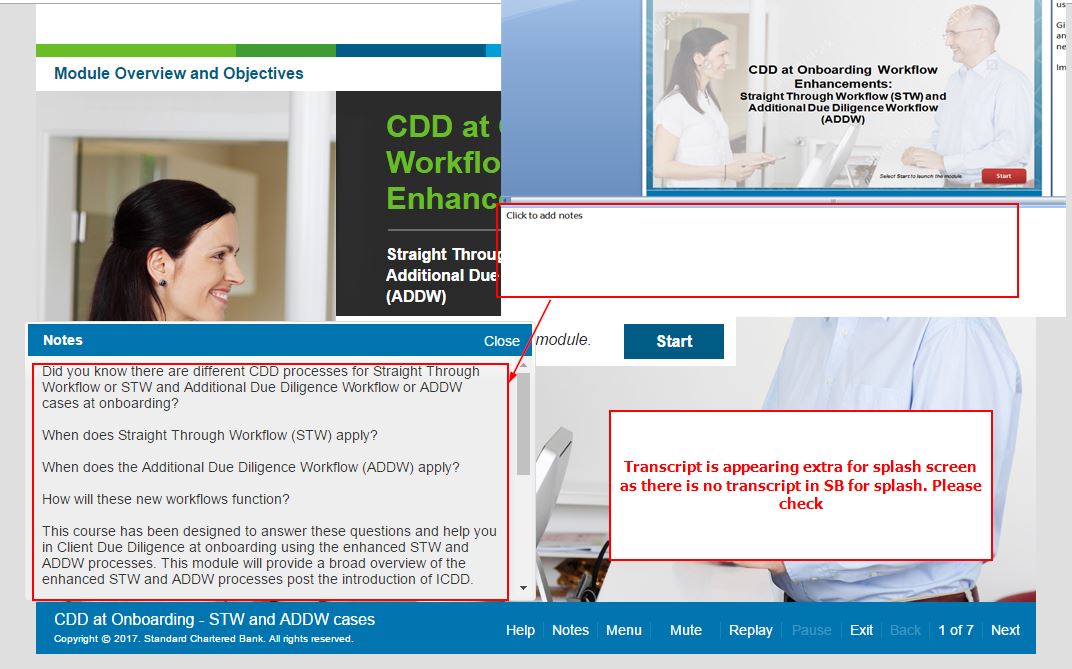 Module Overview and Objectives
CDD at
Workflo
Enhanc
Straight Throu
Additional Due
(ADDW)
us
Gi
an
ne
Im
CDD at Onboarding Workflow
Enhancements:
Straight Through Workflow (STW) and
Additional Due Diligence Workflow
(ADDW)
Select Start to launch the module.
Start
Click to add notes
module.
Start
Notes
Close
Did you know there are different CDD processes for Straight Through
Workflow or STW and Additional Due Diligence Workflow or ADDW
cases at onboarding?
When does Straight Through Workflow (STW) apply?
When does the Additional Due Diligence Workflow (ADDW) apply?
How will these new workflows function?
This course has been designed to answer these questions and help you
in Client Due Diligence at onboarding using the enhanced STW and
ADDW processes. This module will provide a broad overview of the
enhanced STW and ADDW processes post the introduction of ICDD.
Transcript is appearing extra for splash screen
as there is no transcript in SB for splash. Please
check
CDD at Onboarding - STW and ADDW cases
Copyright © 2017. Standard Chartered Bank. All rights reserved.
Help Notes Menu Mute Replay Pause Exit Back 1 of 7 Next